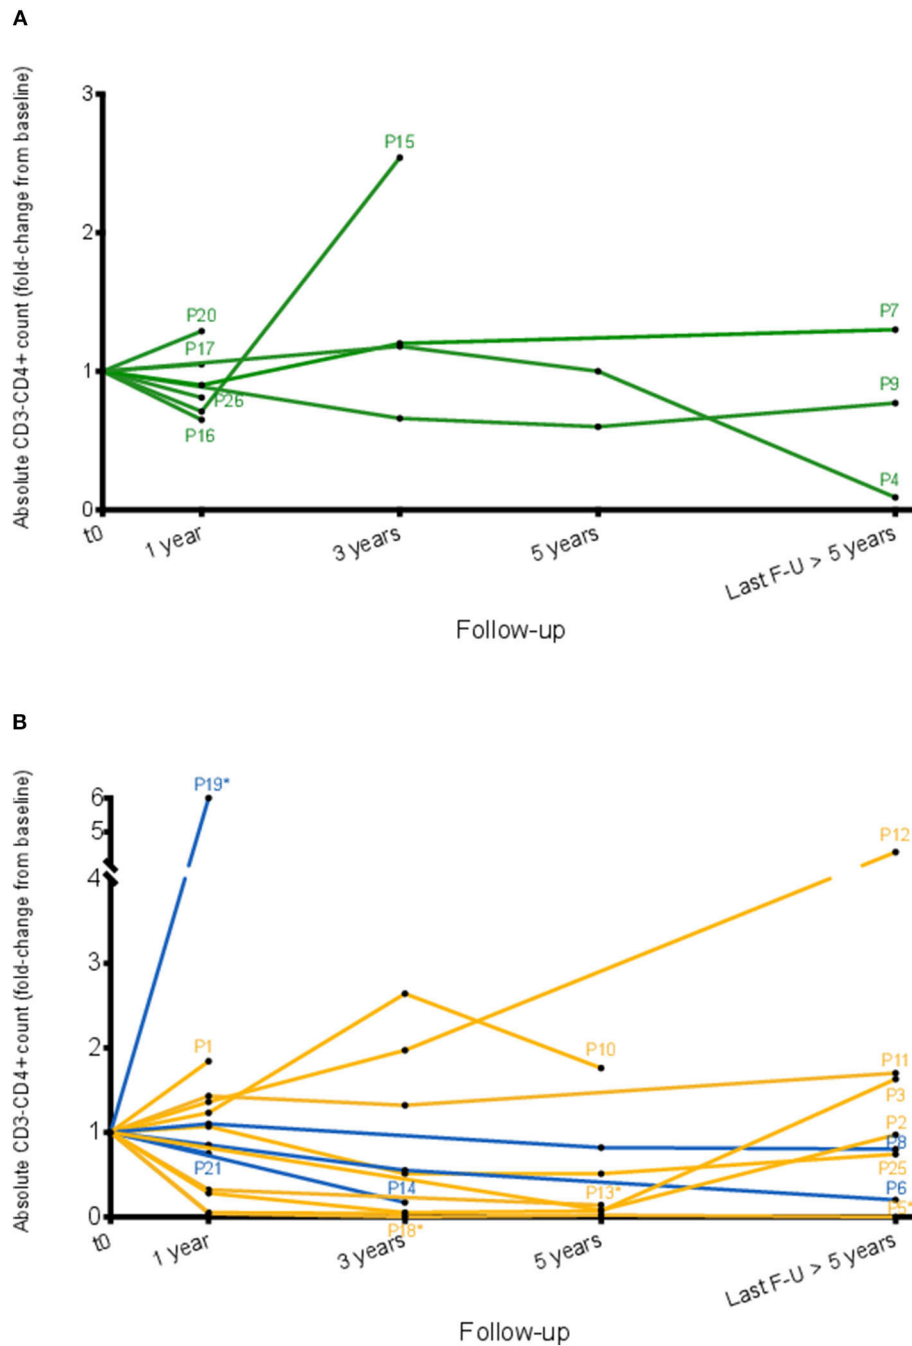 A
Absolute CD3-CD4+ count (fold-change from baseline)
3
P15
2
P20
P7
P17
1
P26
P9
P16
P4
0
t0
1 year
3 years
5 years
Last F-U > 5 years
Follow-up
B
Absolute CD3-CD4+ count (fold-change from baseline)
P19*
6
5
P12
4
3
P1
P10
2
P11
P3
P2
1
P8
P21
P25
P14
P13*
P6
P5*
0
P18*
t0
1 year
3 years
5 years
Last F-U > 5 years
Follow-up